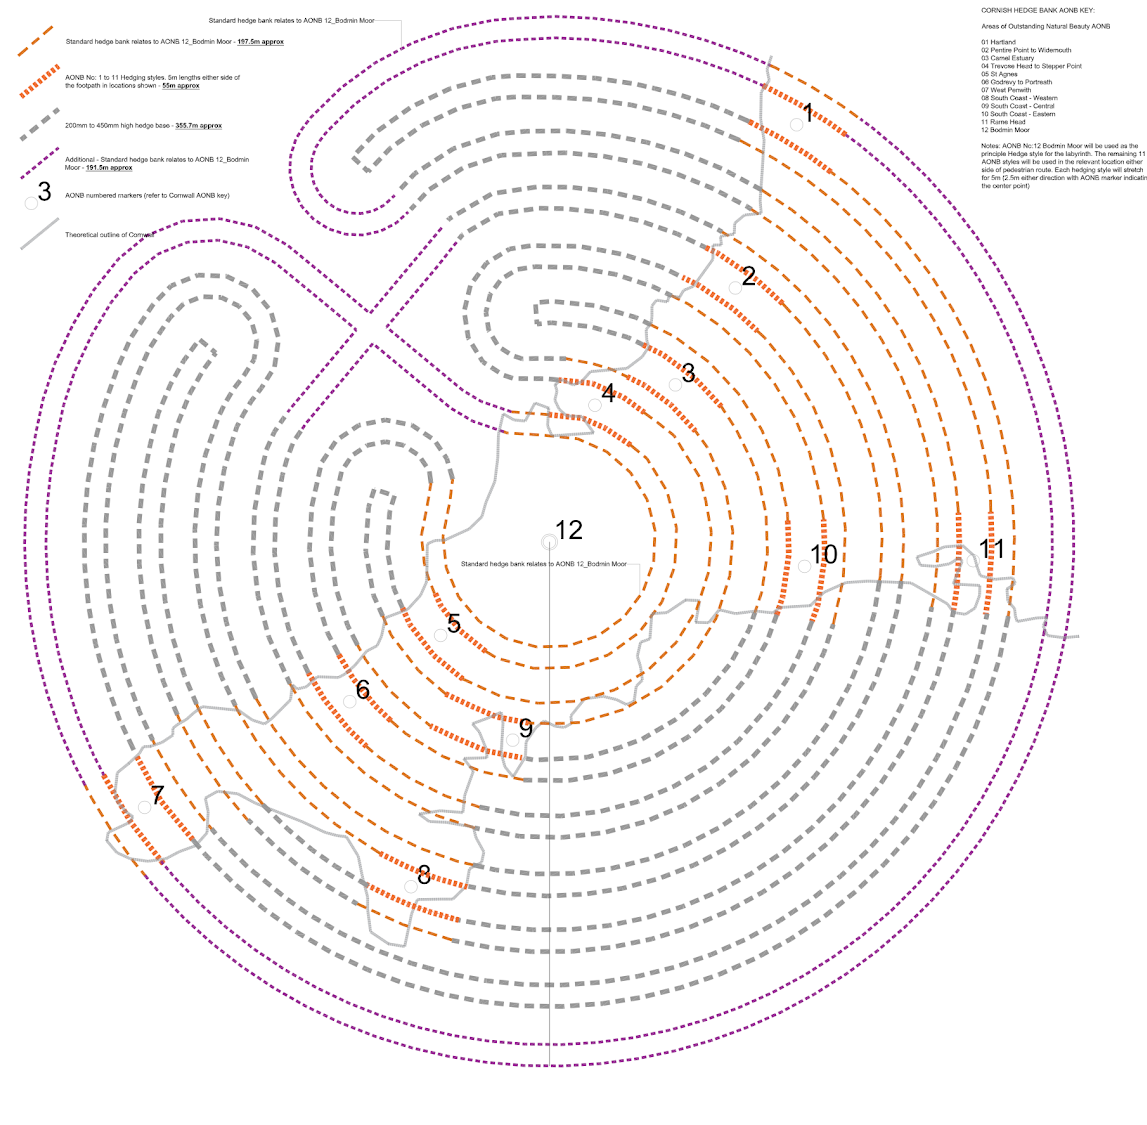 Standard hedge bank relates to AONB 12_Bodmin Moor
Standard hedge bank relates to AONB 12_Bodmin Moor - 197.5m approx
AONB No: 1 to 11 Hedging styles. 5m lengths either side of
the footpath in locations shown - 55m approx
200mm to 450mm high hedge base - 355.7m approx
Additional - Standard hedge bank relates to AONB 12_Bodmin
Moor - 191.5m approx
3
AONB numbered markers (refer to Cornwall AONB key)
Theoretical outline of Cornwall
CORNISH HEDGE BANK AONB KEY:
Areas of Outstanding Natural Beauty AONB
01 Hartland
02 Pentire Point to Widemouth
03 Camel Estuary
04 Trevose Head to Stepper Point
05 St Agnes
06 Godrevy to Portreath
07 West Penwith
08 South Coast - Western
09 South Coast - Central
10 South Coast - Eastern
11 Rame Head
12 Bodmin Moor
Notes: AONB No:12 Bodmin Moor will be used as the
principle Hedge style for the labyrinth. The remaining 11
AONB styles will be used in the relevant location either
side of pedestrian route. Each hedging style will stretch
for 5m (2.5m either direction with AONB marker indicatin
the center point)
1
2
3
4
12
10
11
Standard hedge bank relates to AONB 12_Bodmin Moor
5
6
9
7
8